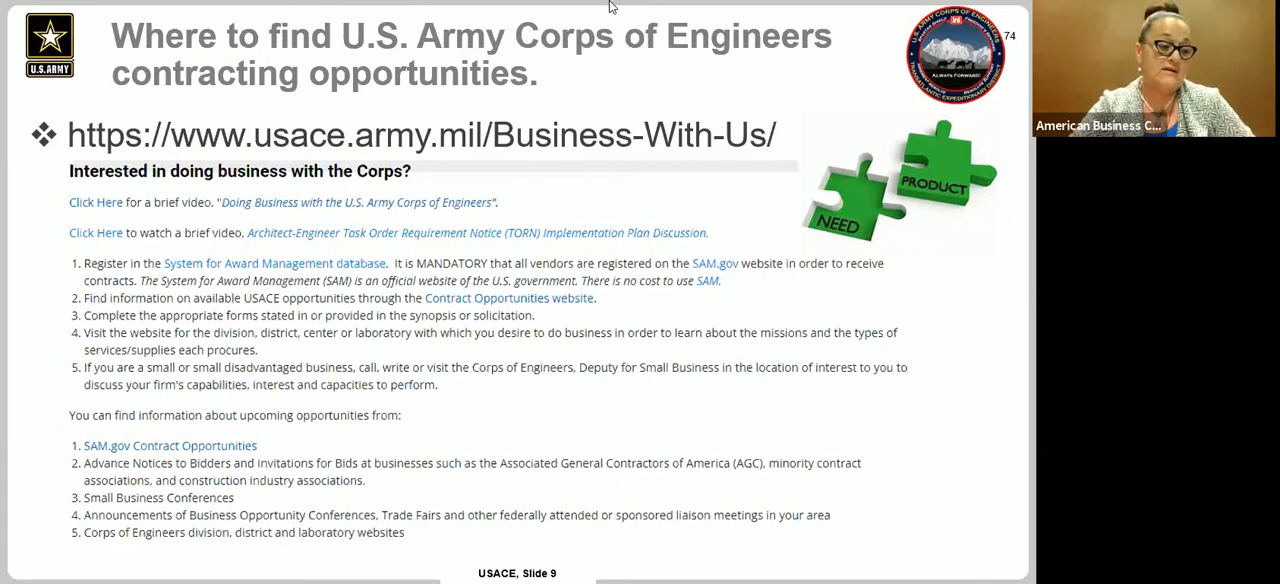 U.S. ARMY
Where to find U.S. Army Corps of Engineers
contracting opportunities.
U.S. ARMY CORPS OF ENGINEERS
ALWAYS FORWARD!
TRANSATLANTIC EXPEDITIONARY DISTRICT
74
❖ https://www.usace.army.mil/Business-With-Us/
Interested in doing business with the Corps?
Click Here for a brief video, "Doing Business with the U.S. Army Corps of Engineers".
Click Here to watch a brief video, Architect-Engineer Task Order Requirement Notice (TORN) Implementation Plan Discussion.
PRODUCT
NEED
1. Register in the System for Award Management database. It is MANDATORY that all vendors are registered on the SAM.gov website in order to receive
contracts. The System for Award Management (SAM) is an official website of the U.S. government. There is no cost to use SAM.
2. Find information on available USACE opportunities through the Contract Opportunities website.
3. Complete the appropriate forms stated in or provided in the synopsis or solicitation.
4. Visit the website for the division, district, center or laboratory with which you desire to do business in order to learn about the missions and the types of
services/supplies each procures.
5. If you are a small or small disadvantaged business, call, write or visit the Corps of Engineers, Deputy for Small Business in the location of interest to you to
discuss your firm's capabilities, interest and capacities to perform.
You can find information about upcoming opportunities from:
1. SAM.gov Contract Opportunities
2. Advance Notices to Bidders and Invitations for Bids at businesses such as the Associated General Contractors of America (AGC), minority contract
associations, and construction industry associations.
3. Small Business Conferences
4. Announcements of Business Opportunity Conferences, Trade Fairs and other federally attended or sponsored liaison meetings in your area
5. Corps of Engineers division, district and laboratory websites
USACE, Slide 9
American Business C...